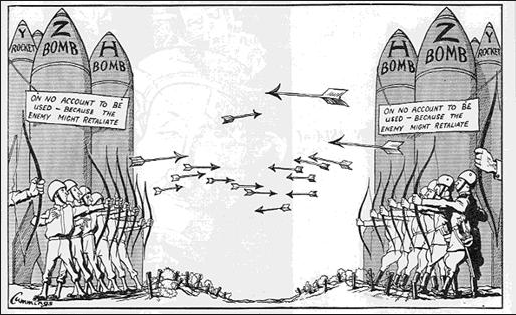 Y
ROCKET
Z
BOMB
H
BOMB
ON NO ACCOUNT TO BE
USED – BECAUSE THE
ENEMY MIGHT RETALIATE
H
BOMB
Z
BOMB
Y
ROCKET
ON NO ACCOUNT TO BE
USED – BECAUSE THE
ENEMY MIGHT RETALIATE
Cummings